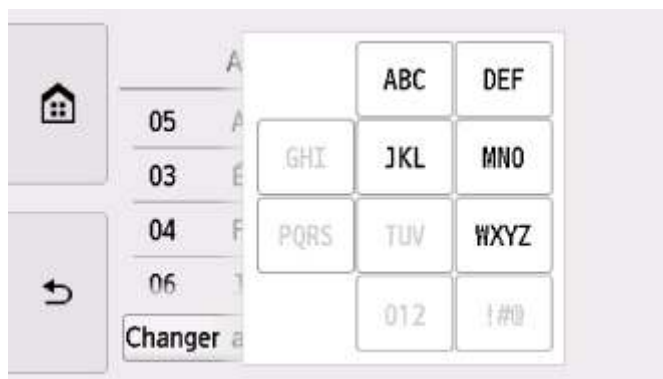 A
ABC DEF
05 A
GHI JKL MNO
03 É
04 F
PQRS TUV WXYZ
06
012 !#@
Changer a